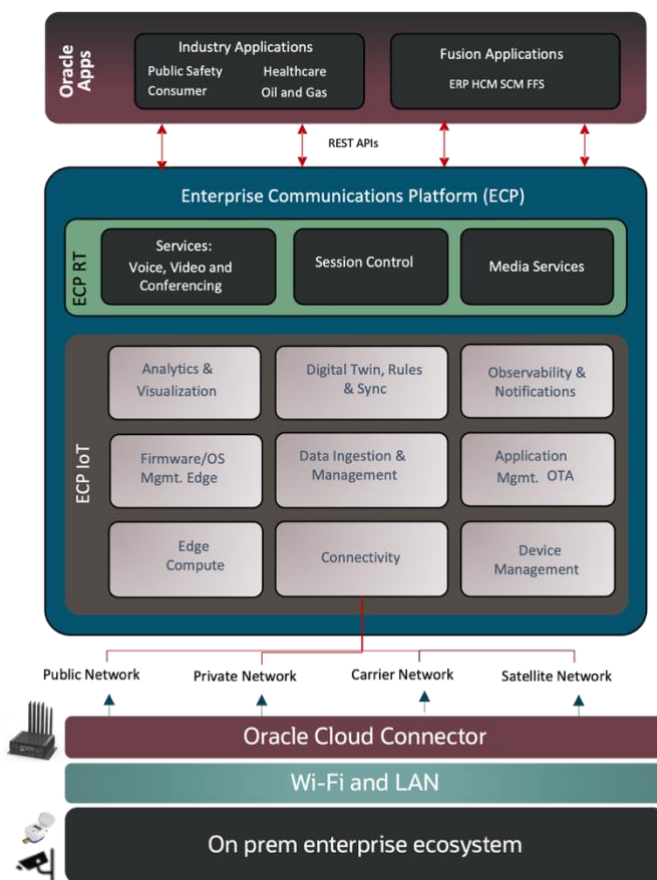 Oracle
Apps
Industry Applications
Public Safety
Healthcare
Consumer
Oil and Gas
Fusion Applications
ERP HCM SCM FFS
REST APIs
Enterprise Communications Platform (ECP)
ECP RT
Services:
Voice, Video and
Conferencing
Session Control
Media Services
ECP IoT
Analytics &
Visualization
Digital Twin, Rules
& Sync
Observability &
Notifications
Firmware/OS
Mgmt. Edge
Data Ingestion &
Management
Application
Mgmt. OTA
Edge
Compute
Connectivity
Device
Management
Public Network
Private Network
Carrier Network
Satellite Network
Oracle Cloud Connector
Wi-Fi and LAN
On prem enterprise ecosystem